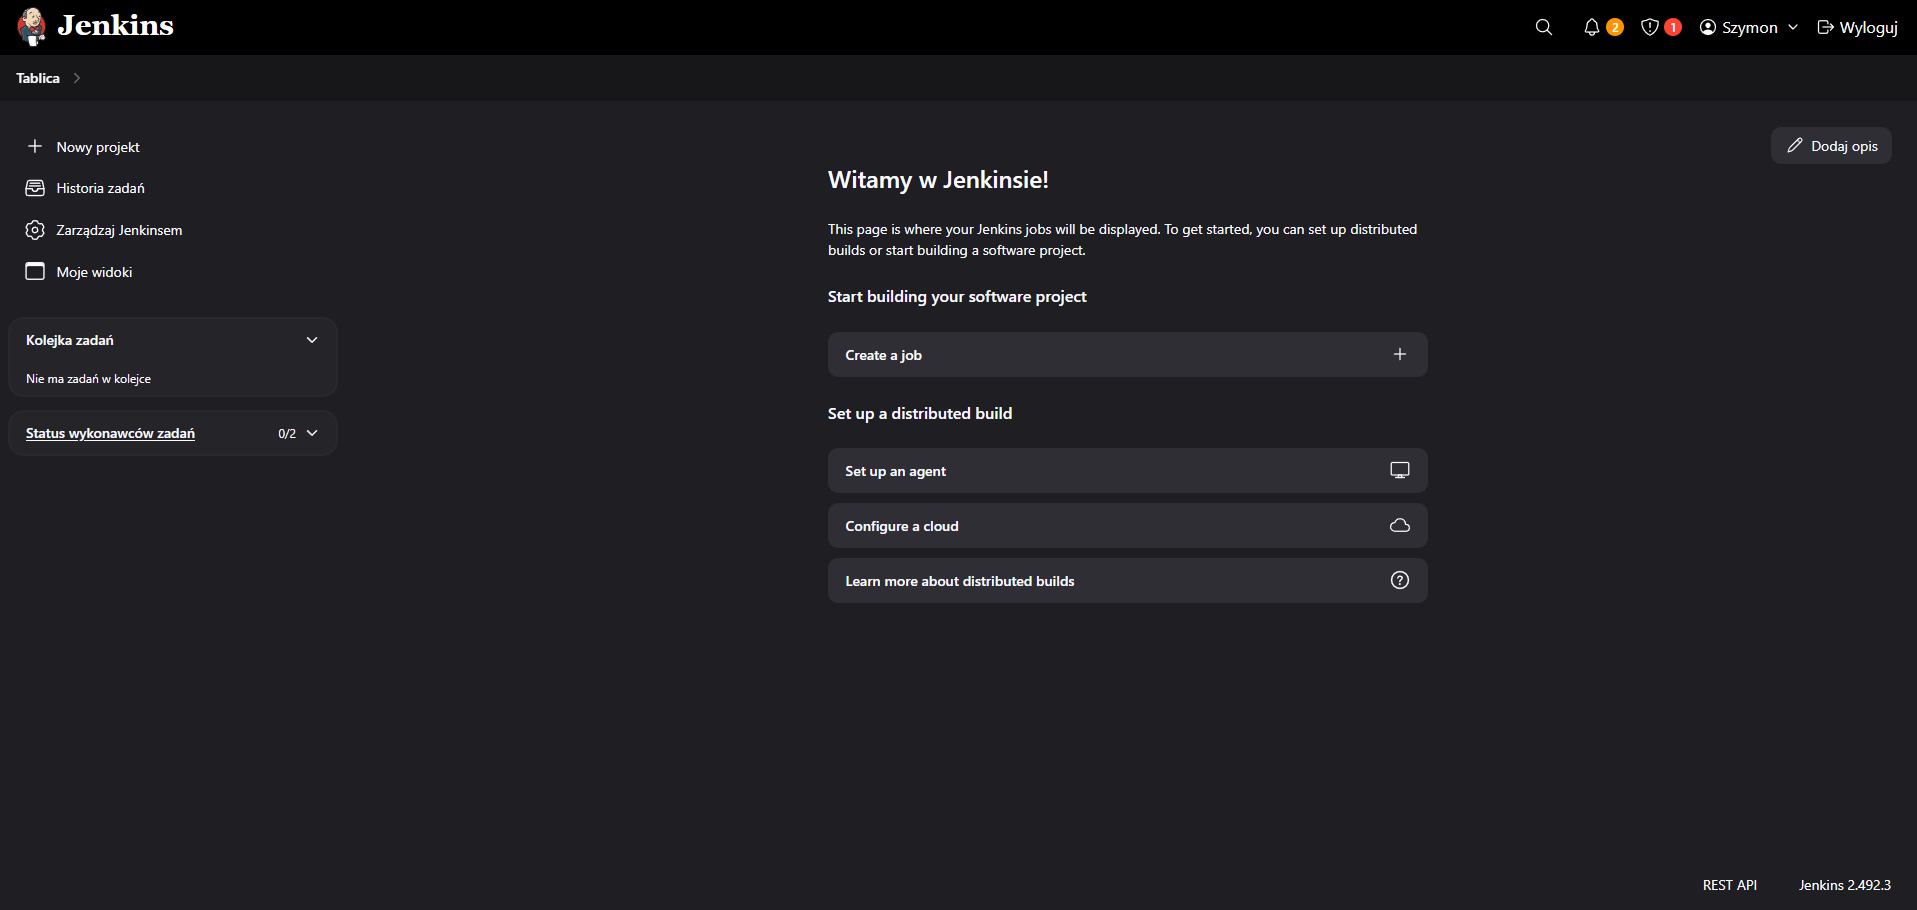 Jenkins
2
1
Szymon
Wyloguj
Tablica
Nowy projekt
Historia zadań
Zarządzaj Jenkinsem
Moje widoki
Kolejka zadań
Nie ma zadań w kolejce
Status wykonawców zadań
0/2
Dodaj opis
Witamy w Jenkinsie!
This page is where your Jenkins jobs will be displayed. To get started, you can set up distributed
builds or start building a software project.
Start building your software project
Create a job
Set up a distributed build
Set up an agent
Configure a cloud
Learn more about distributed builds
REST API
Jenkins 2.492.3